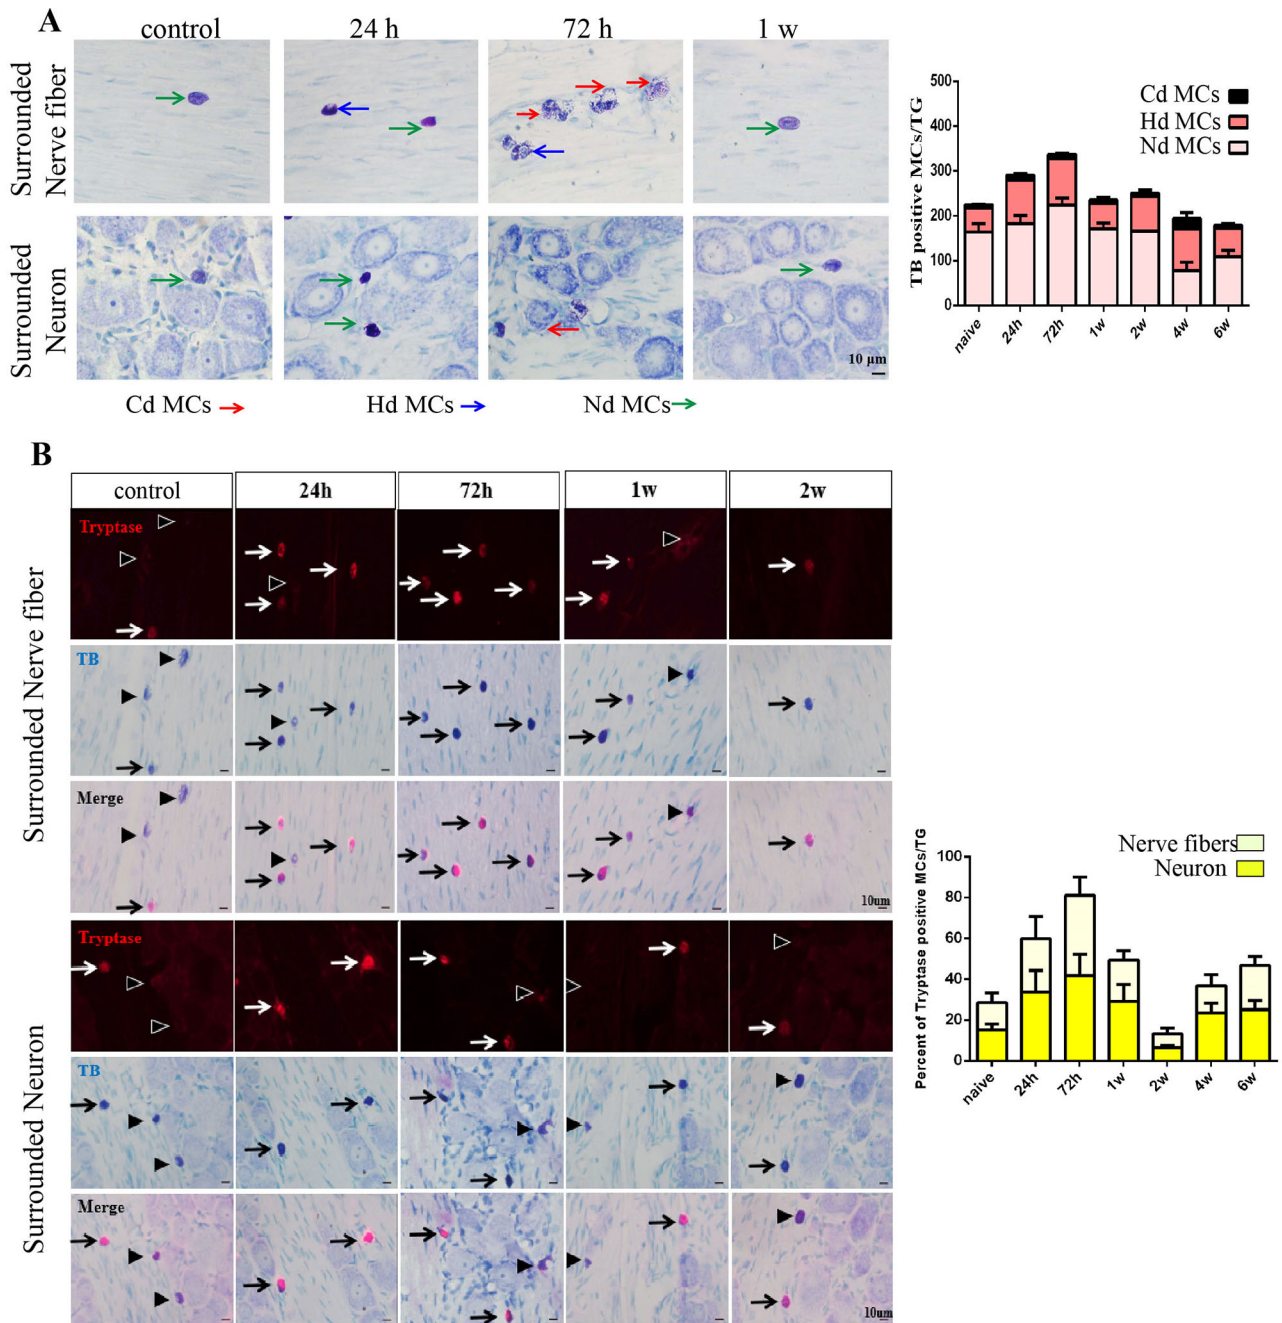 A
control
24 h
72 h
1 w
Surrounded
Nerve fiber
Surrounded
Neuron
10 µm
Cd MCs
Hd MCs
Nd MCs
TB positive MCs/TG
500
400
300
200
100
0
Cd MCs
Hd MCs
Nd MCs
naive
24h
72h
1w
2w
4w
6w
B
control
24h
72h
1w
2w
Surrounded Nerve fiber
Tryptase
TB
Merge
10um
Surrounded Neuron
Tryptase
TB
Merge
10um
Percent of Tryptase positive MCs/TG
100
80
60
40
20
0
Nerve fibers
Neuron
naive
24h
72h
1w
2w
4w
6w